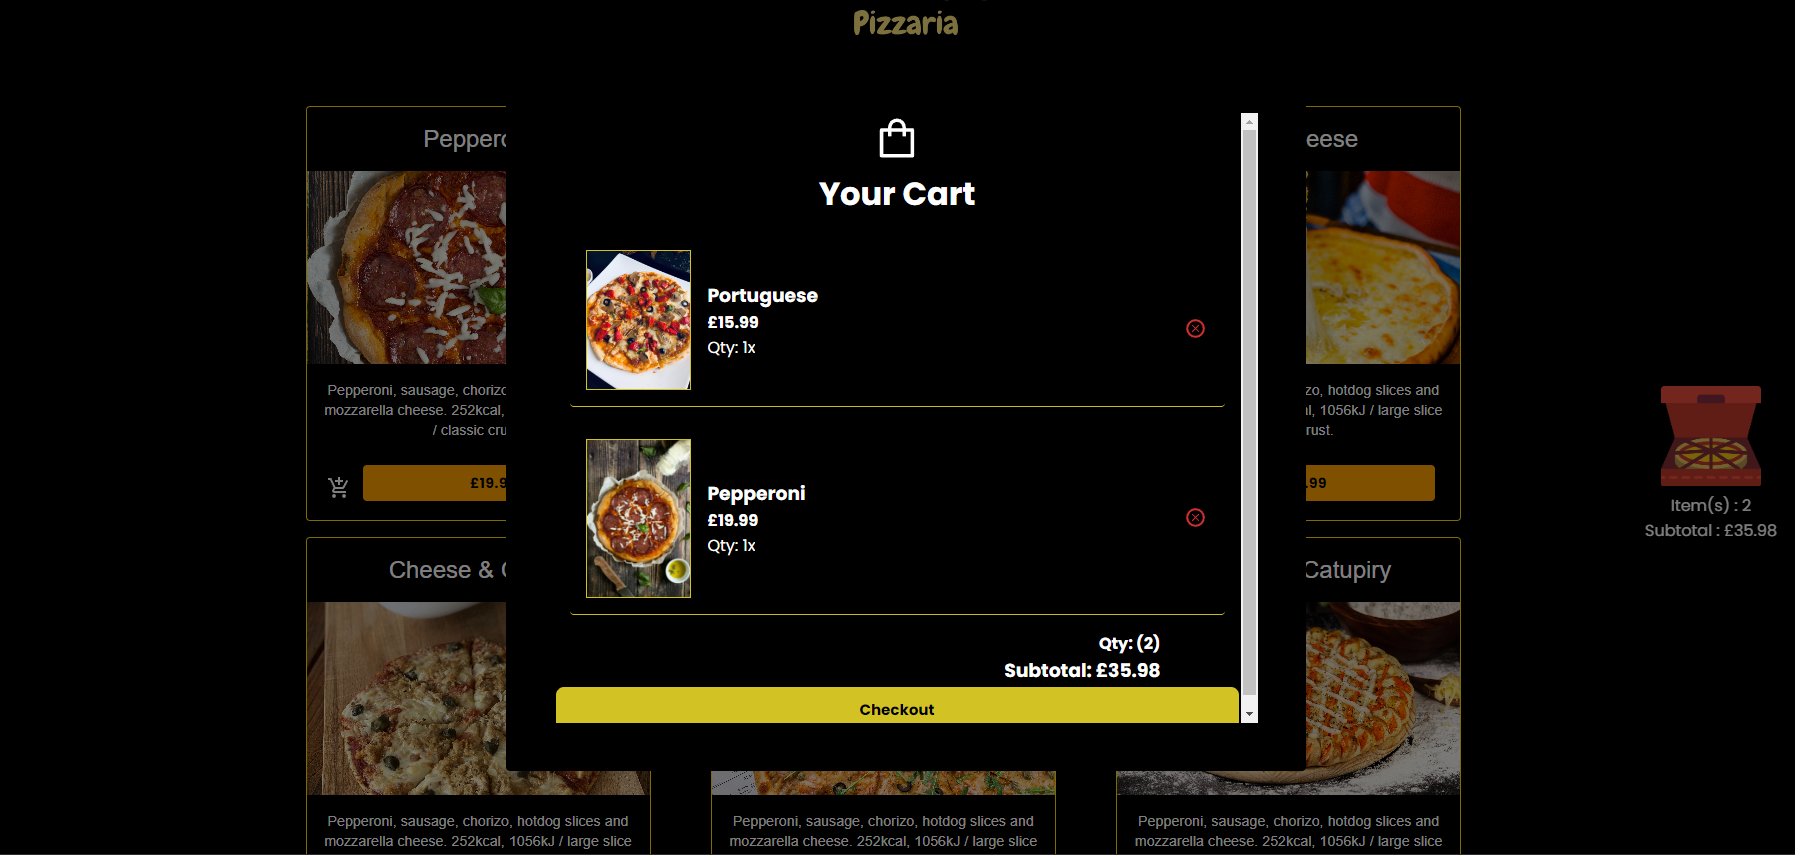 Pizzaria
Your Cart
Portuguese
£15.99
Qty: 1x
Pepperoni
£19.99
Qty: 1x
Qty: (2)
Subtotal: £35.98
Checkout
Pepper
Pepperoni, sausage, chorizo
mozzarella cheese. 252kcal,
/ classic cru
£19.9
eese
zo, hotdog slices and
l, 1056kJ / large slice
rust.
.99
Item(s) : 2
Subtotal : £35.98
Cheese &
Pepperoni, sausage, chorizo, hotdog slices and
mozzarella cheese. 252kcal, 1056kJ / large slice
Pepperoni, sausage, chorizo, hotdog slices and
mozzarella cheese. 252kcal, 1056kJ / large slice
Catupiry
Pepperoni, sausage, chorizo, hotdog slices and
mozzarella cheese. 252kcal, 1056kJ / large slice